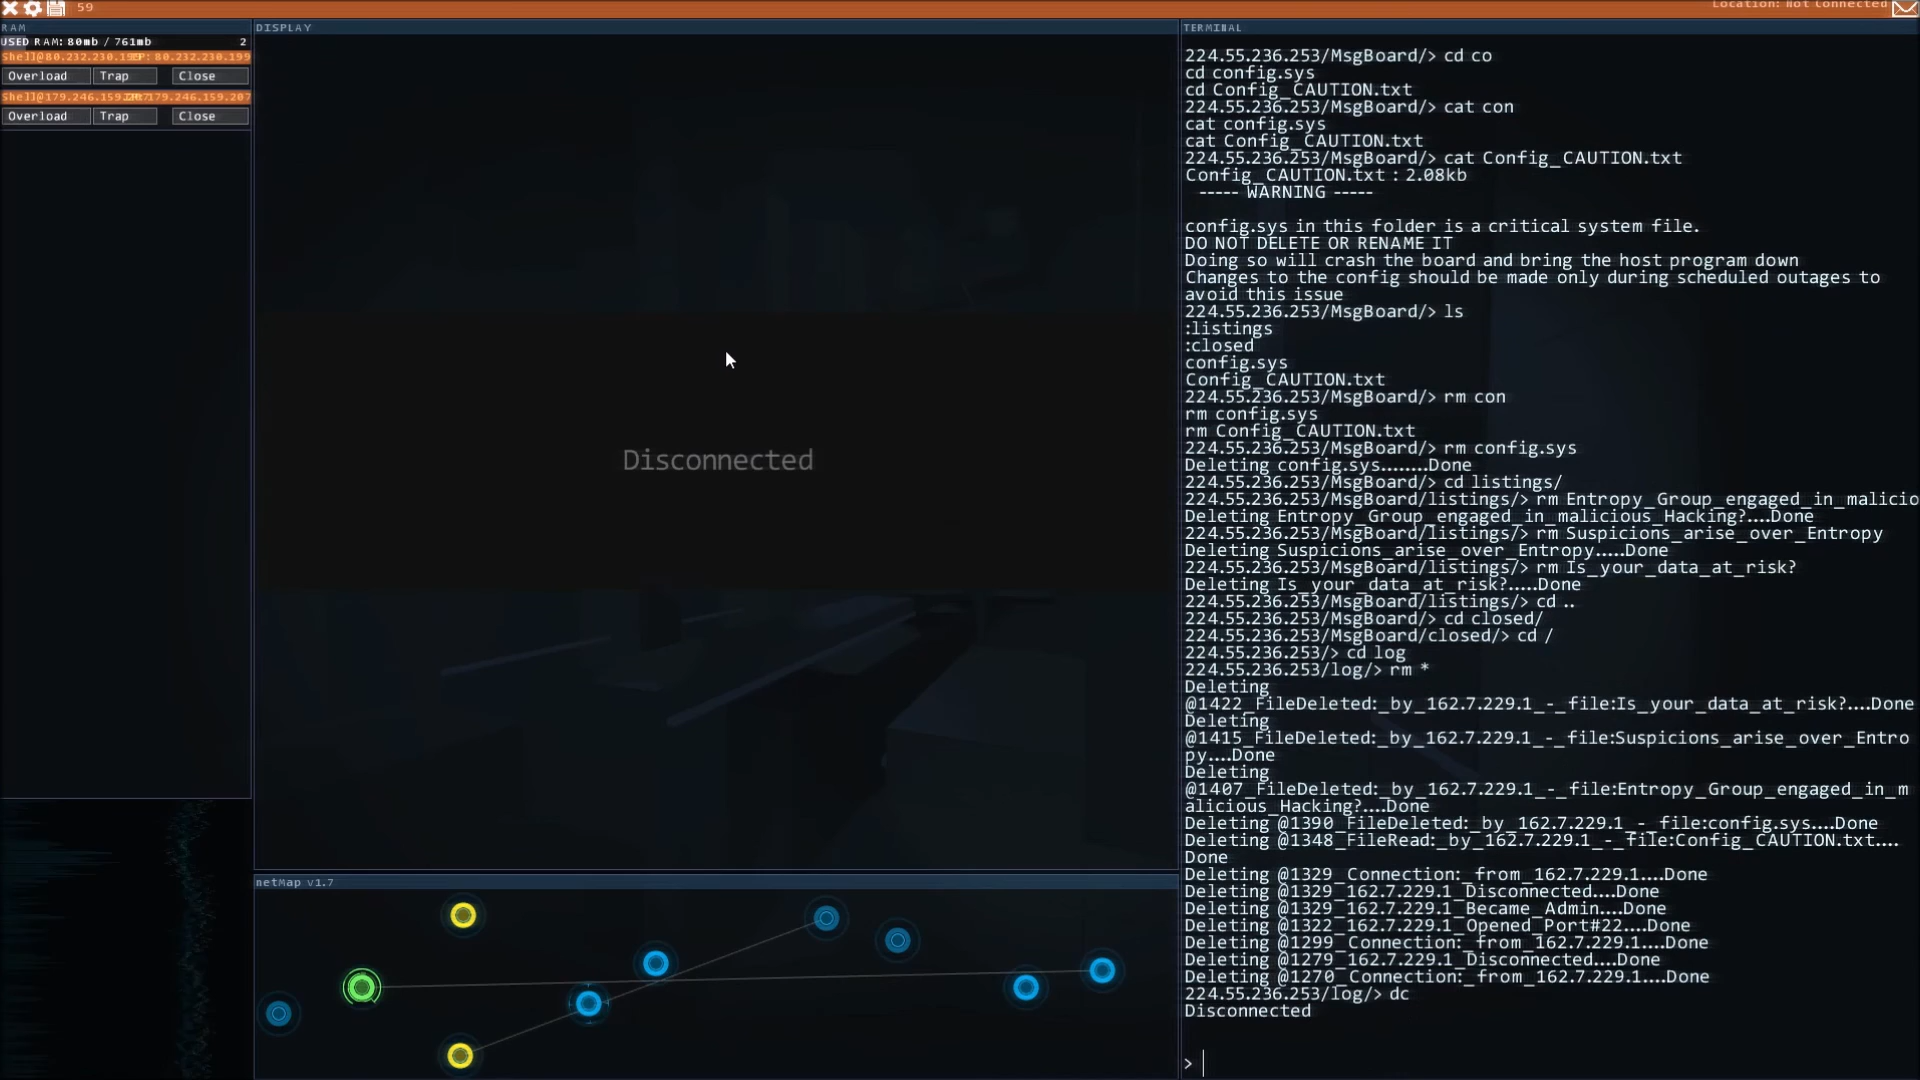 59
Location: Not Connected
RAM
USED RAM: 80mb / 761mb 2
Overload Trap Close
Overload Trap Close
DISPLAY
Disconnected
netMap v1.7
TERMINAL
224.55.236.253/MsgBoard/> cd co
cd config.sys
cd Config_CAUTION.txt
224.55.236.253/MsgBoard/> cat con
cat config.sys
cat Config_CAUTION.txt
224.55.236.253/MsgBoard/> cat Config_CAUTION.txt
Config_CAUTION.txt : 2.08kb
----- WARNING -----
config.sys in this folder is a critical system file.
DO NOT DELETE OR RENAME IT
Doing so will crash the board and bring the host program down
Changes to the config should be made only during scheduled outages to
avoid this issue
224.55.236.253/MsgBoard/> ls
:listings
:closed
config.sys
Config_CAUTION.txt
224.55.236.253/MsgBoard/> rm con
rm config.sys
rm Config_CAUTION.txt
224.55.236.253/MsgBoard/> rm config.sys
Deleting config.sys........Done
224.55.236.253/MsgBoard/> cd listings/
224.55.236.253/MsgBoard/listings/> rm Entropy_Group_engaged_in_malicio
Deleting Entropy_Group_engaged_in_malicious_Hacking?....Done
224.55.236.253/MsgBoard/listings/> rm Suspicions_arise_over_Entropy
Deleting Suspicions_arise_over_Entropy.....Done
224.55.236.253/MsgBoard/listings/> rm Is_your_data_at_risk?
Deleting Is_your_data_at_risk?.....Done
224.55.236.253/MsgBoard/listings/> cd ..
224.55.236.253/MsgBoard/> cd closed/
224.55.236.253/MsgBoard/closed/> cd /
224.55.236.253/> cd log
224.55.236.253/log/> rm *
Deleting
@1422_FileDeleted:_by_162.7.229.1_-_file:Is_your_data_at_risk?....Done
Deleting
@1415_FileDeleted:_by_162.7.229.1_-_file:Suspicions_arise_over_Entro
py....Done
Deleting
@1407_FileDeleted:_by_162.7.229.1_-_file:Entropy_Group_engaged_in_m
alicious_Hacking?....Done
Deleting @1390_FileDeleted:_by_162.7.229.1_-_file:config.sys....Done
Deleting @1348_FileRead:_by_162.7.229.1_-_file:Config_CAUTION.txt....
Done
Deleting @1329_Connection:_from_162.7.229.1....Done
Deleting @1329_162.7.229.1_Disconnected....Done
Deleting @1329_162.7.229.1_Became_Admin....Done
Deleting @1322_162.7.229.1_Opened_Port#22....Done
Deleting @1299_Connection:_from_162.7.229.1....Done
Deleting @1279_162.7.229.1_Disconnected....Done
Deleting @1270_Connection:_from_162.7.229.1....Done
224.55.236.253/log/> dc
Disconnected
>